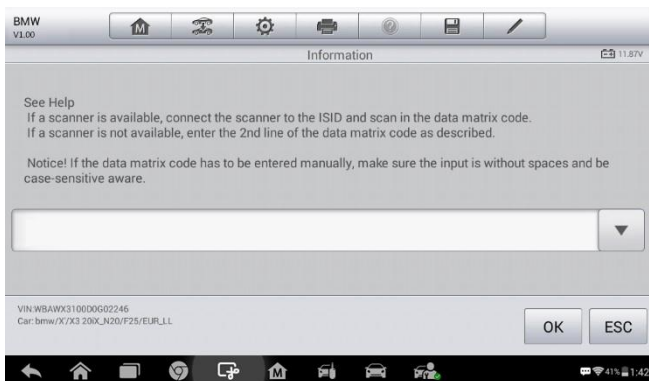 BMW
V1.00
Information
11.87V
See Help
If a scanner is available, connect the scanner to the ISID and scan in the data matrix code.
If a scanner is not available, enter the 2nd line of the data matrix code as described.
Notice! If the data matrix code has to be entered manually, make sure the input is without spaces and be
case-sensitive aware.
VIN:WBAWX3100D0G02246
Car: bmw/X'/X3 20iX_N20/F25/EUR_LL
OK
ESC
41% 1:42